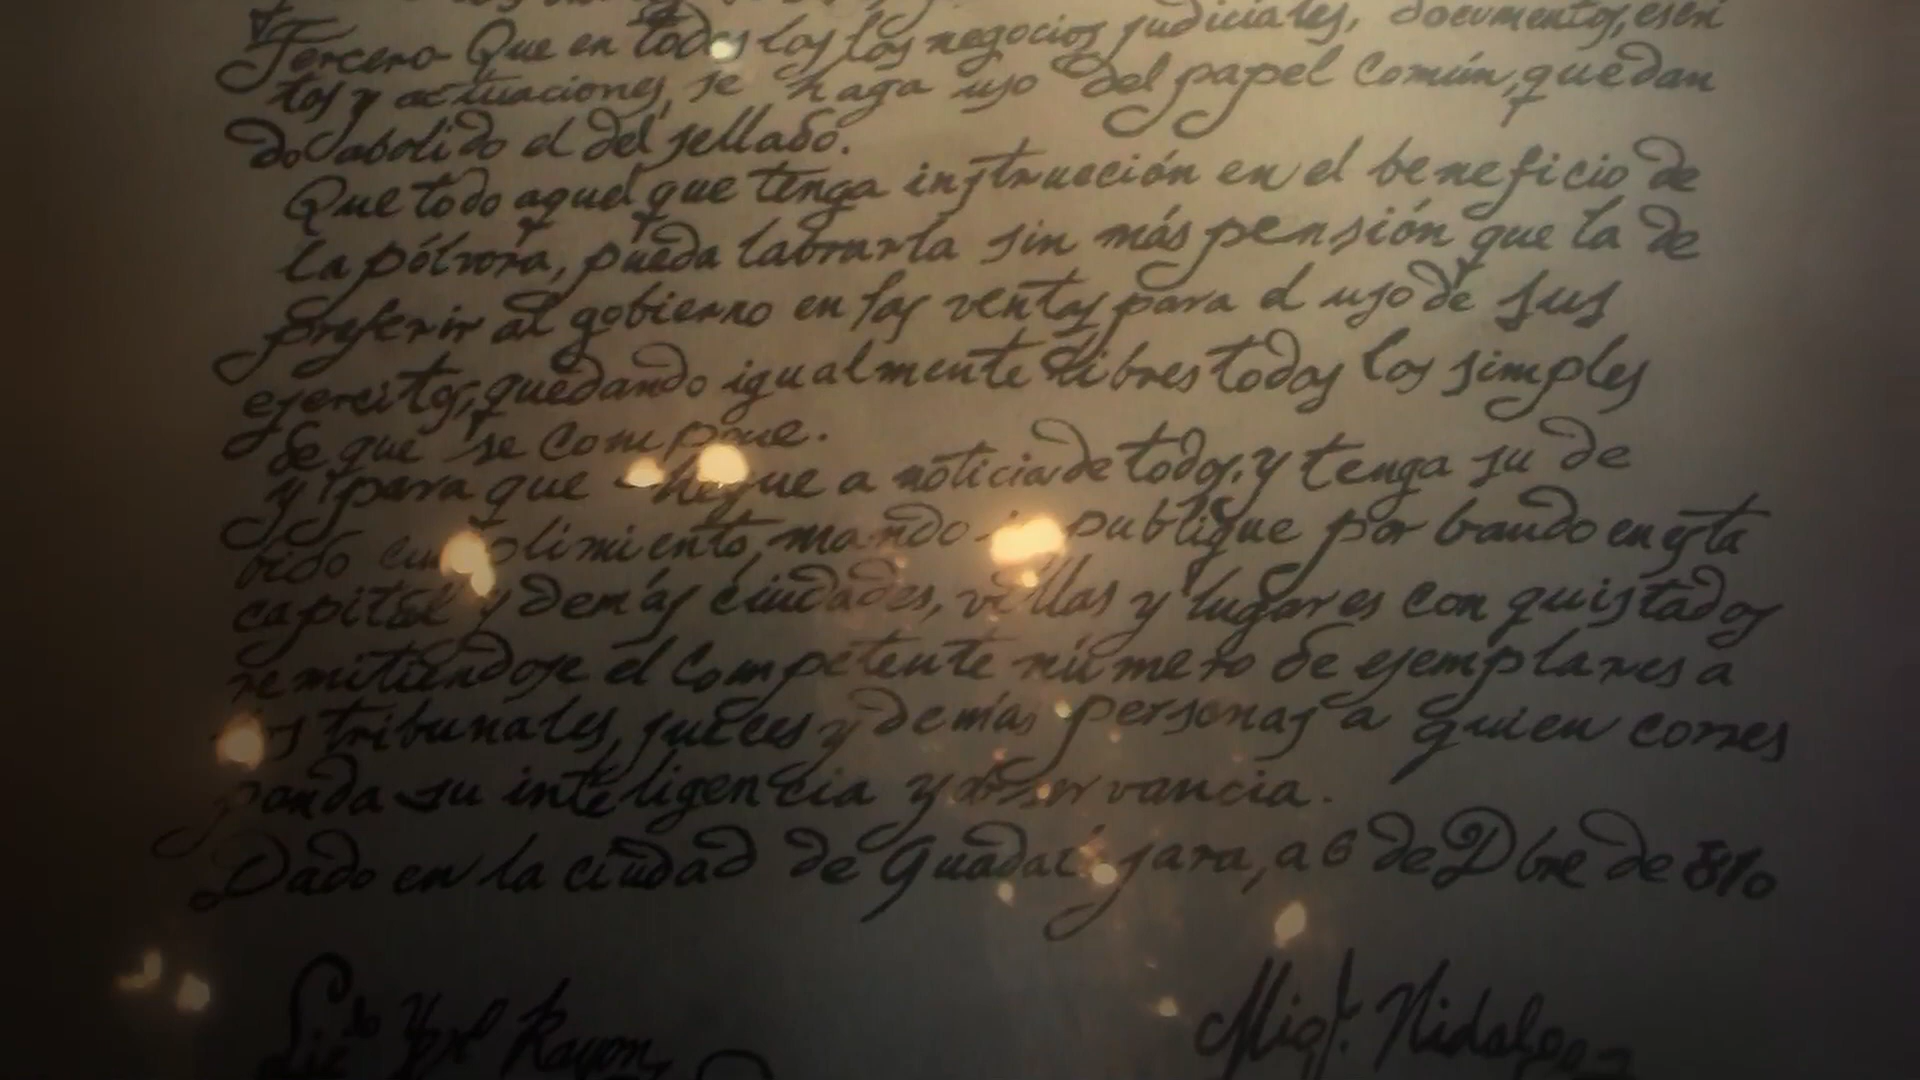 Tercero Que en todos los los negocios judiciales, documentos, escri
tos y actuaciones, se haga uso del papel Común, quedan
do abolido el del sellado.
Que todo aquel que tenga instrucción en el beneficio de
la pólvora, pueda labrarla sin más pensión que la de
preferir al gobierno en las ventas para el uso de sus
ejercitos, quedando igualmente libres todos los simples
de que se compone.
y para que llegue a noticia de todos, y tenga su de
bido cumplimiento, mando publique por bando en esta
capital y demás ciudades, villas y lugares conquistados
remitiendose el Competente número de ejemplares a
los tribunales, jueces y demás personas a quien corres
ponda su inteligencia y observancia.
Dado en la ciudad de Guadalajara, a 6 de Dbre de 810
Rayon, Migl. Hidalgo